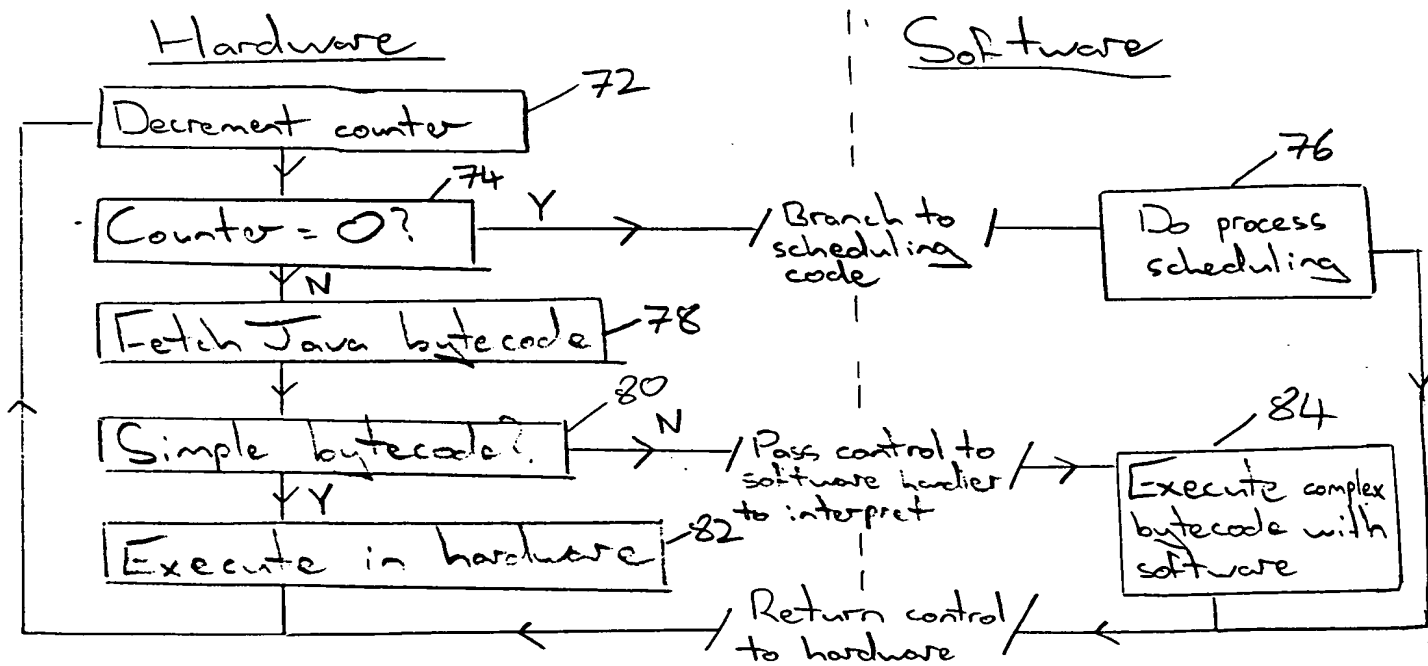 Hardware
Software
Decrement counter
72
Counter = 0?
74
Y
Branch to
scheduling
code
Do process
scheduling
76
N
Fetch Java bytecode
78
Simple bytecode?
80
N
Pass control to
software hardier
to interpret
Execute complex
bytecode with
software
84
Y
Execute in hardware
82
Return control
to hardware